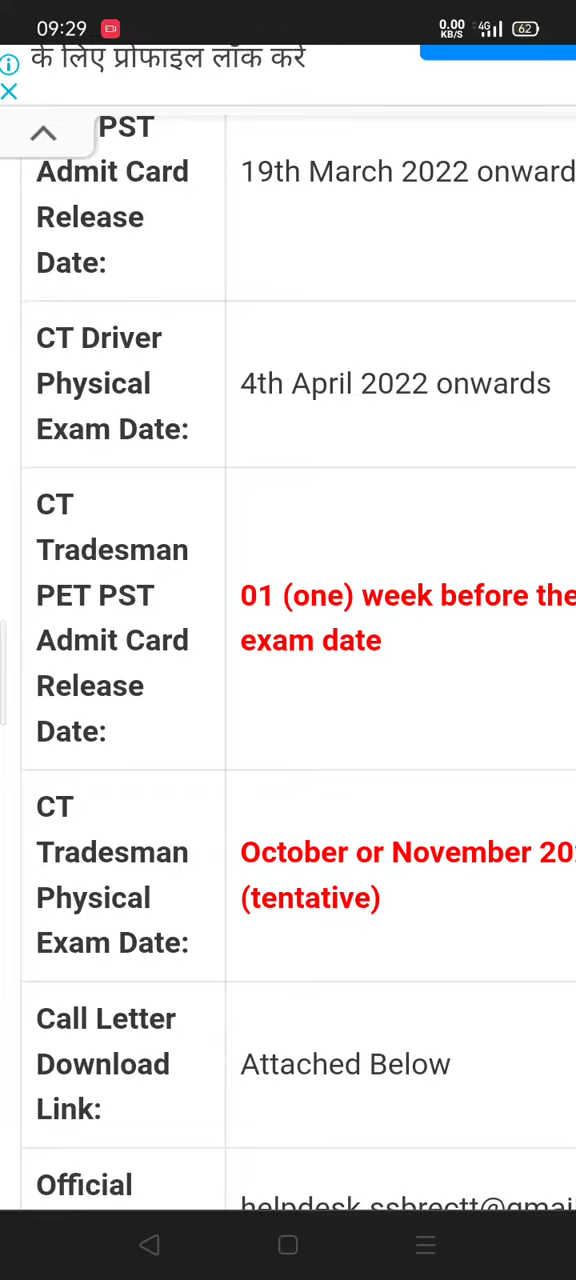 09:29
0.00
KB/S
4G
62
के लिए प्रोफाइल लॉक करें
PST
Admit Card
19th March 2022 onward
Release
Date:
CT Driver
Physical
4th April 2022 onwards
Exam Date:
CT
Tradesman
PET PST
01 (one) week before the
Admit Card
exam date
Release
Date:
CT
Tradesman
October or November 20
Physical
(tentative)
Exam Date:
Call Letter
Download
Attached Below
Link:
Official
helpdesk.ssbrectt@gmai